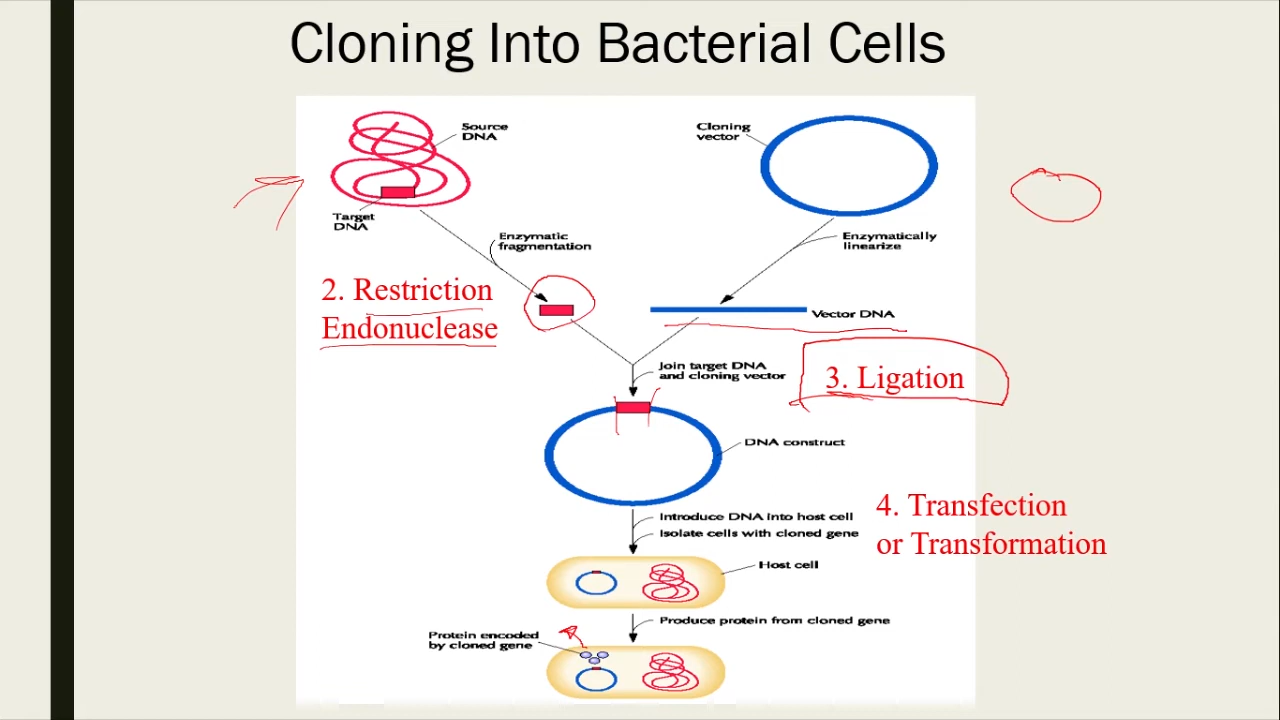 Cloning Into Bacterial Cells
Source
DNA
Cloning
vector
Target
DNA
Enzymatic
fragmentation
Enzymatically
linearize
2. Restriction
Endonuclease
Vector DNA
Join target DNA
and cloning vector
3. Ligation
DNA construct
4. Transfection
or Transformation
Introduce DNA into host cell
Isolate cells with cloned gene
Host cell
Produce protein from cloned gene
Protein encoded
by cloned gene